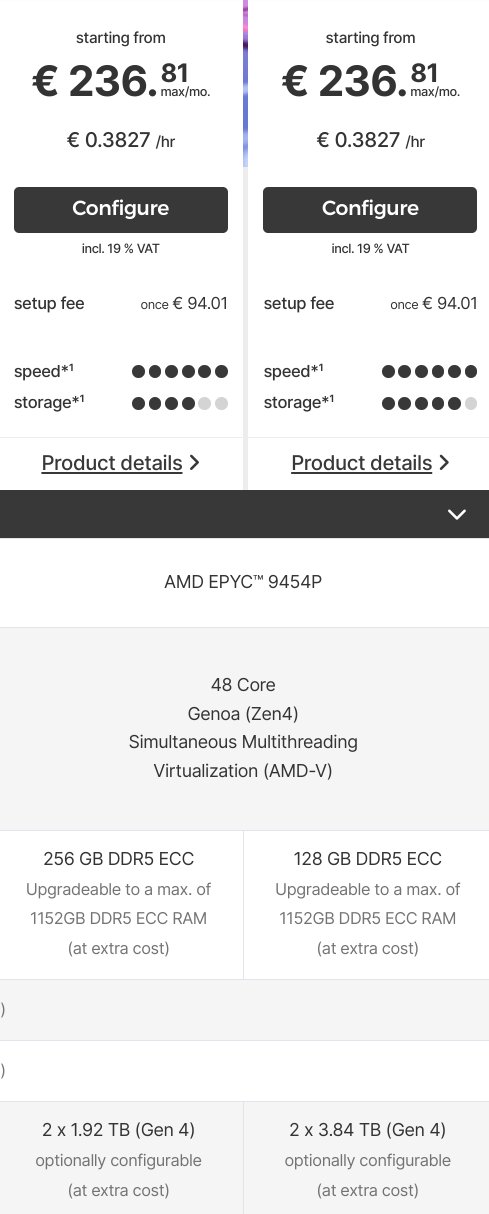 starting from
€ 236.81 max/mo.
€ 0.3827 /hr
Configure
incl. 19 % VAT
setup fee once € 94.01
speed*¹
storage*¹
Product details
starting from
€ 236.81 max/mo.
€ 0.3827 /hr
Configure
incl. 19 % VAT
setup fee once € 94.01
speed*¹
storage*¹
Product details
AMD EPYC™ 9454P
48 Core
Genoa (Zen4)
Simultaneous Multithreading
Virtualization (AMD-V)
256 GB DDR5 ECC
Upgradeable to a max. of
1152GB DDR5 ECC RAM
(at extra cost)
128 GB DDR5 ECC
Upgradeable to a max. of
1152GB DDR5 ECC RAM
(at extra cost)
)
)
2 x 1.92 TB (Gen 4)
optionally configurable
(at extra cost)
2 x 3.84 TB (Gen 4)
optionally configurable
(at extra cost)